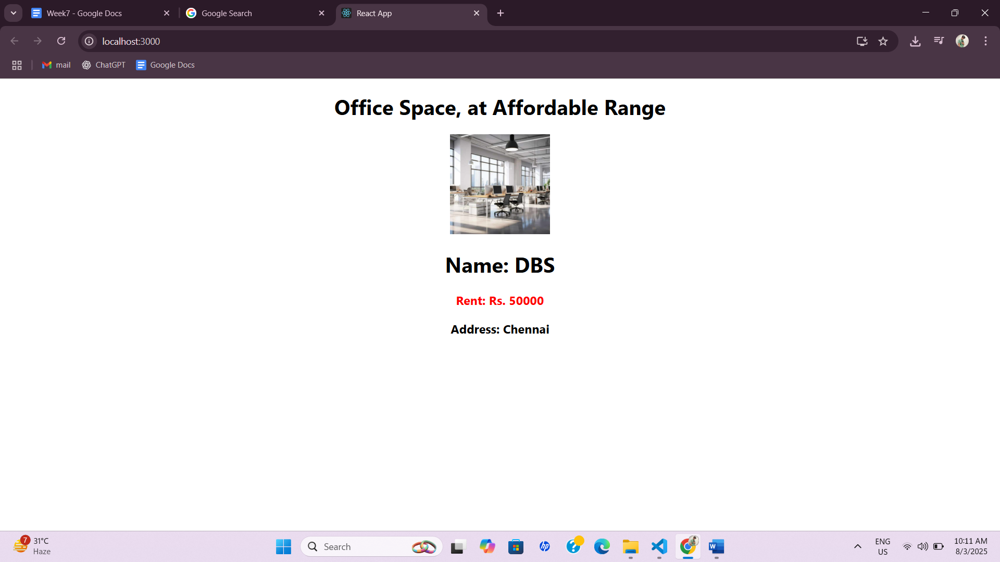 Week7 - Google Docs
Google Search
React App
localhost:3000
mail
ChatGPT
Google Docs
Office Space, at Affordable Range
Name: DBS
Rent: Rs. 50000
Address: Chennai
7
31°C
Haze
Search
hp
W
ENG
US
10:11 AM
8/3/2025